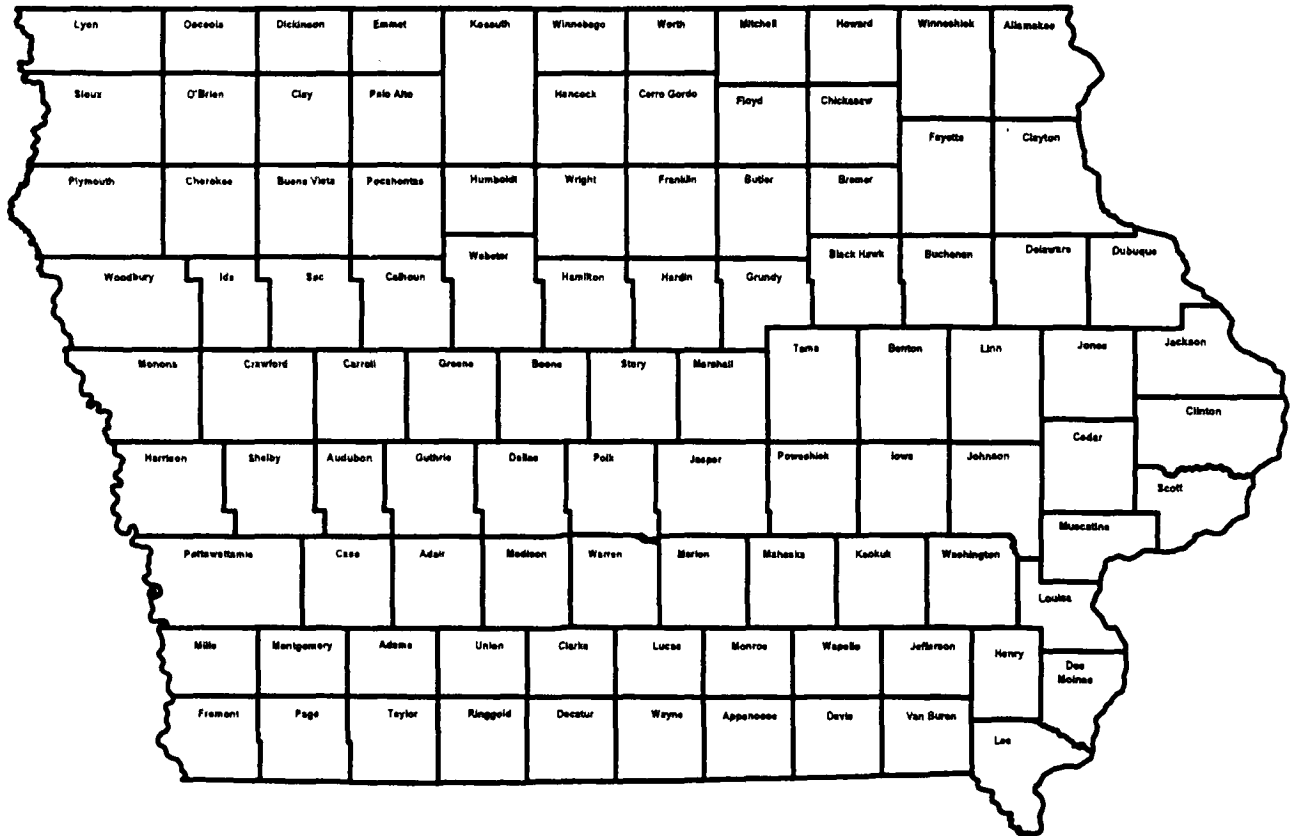 Lyon
Osceola
Dickinson
Emmet
Kossuth
Winnebago
Worth
Mitchell
Howard
Winneshiek
Allamakee
Sioux
O'Brien
Clay
Palo Alto
Hancock
Cerro Gordo
Floyd
Chickasaw
Fayette
Clayton
Plymouth
Cherokee
Buena Vista
Pocahontas
Humboldt
Wright
Franklin
Butler
Bremer
Woodbury
Ida
Sac
Calhoun
Webster
Hamilton
Hardin
Grundy
Black Hawk
Buchanan
Delaware
Dubuque
Monona
Crawford
Carroll
Greene
Boone
Story
Marshall
Tama
Benton
Linn
Jones
Jackson
Clinton
Cedar
Harrison
Shelby
Audubon
Guthrie
Dallas
Polk
Jasper
Poweshiek
Iowa
Johnson
Scott
Muscatine
Pottawattamie
Cass
Adair
Madison
Warren
Marion
Mahaska
Keokuk
Washington
Louisa
Mills
Montgomery
Adams
Union
Clarke
Lucas
Monroe
Wapello
Jefferson
Henry
Des
Moines
Fremont
Page
Taylor
Ringgold
Decatur
Wayne
Appanoose
Davis
Van Buren
Lee